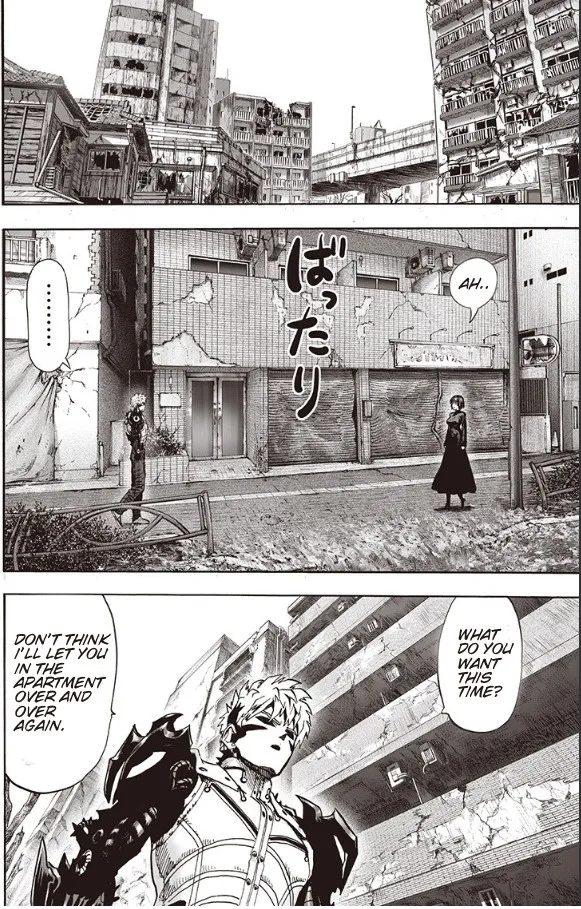 AH..
ばったり
........
WHAT
DO YOU
WANT
THIS
TIME?
DON'T THINK
I'LL LET YOU
IN THE
APARTMENT
OVER AND
OVER
AGAIN.